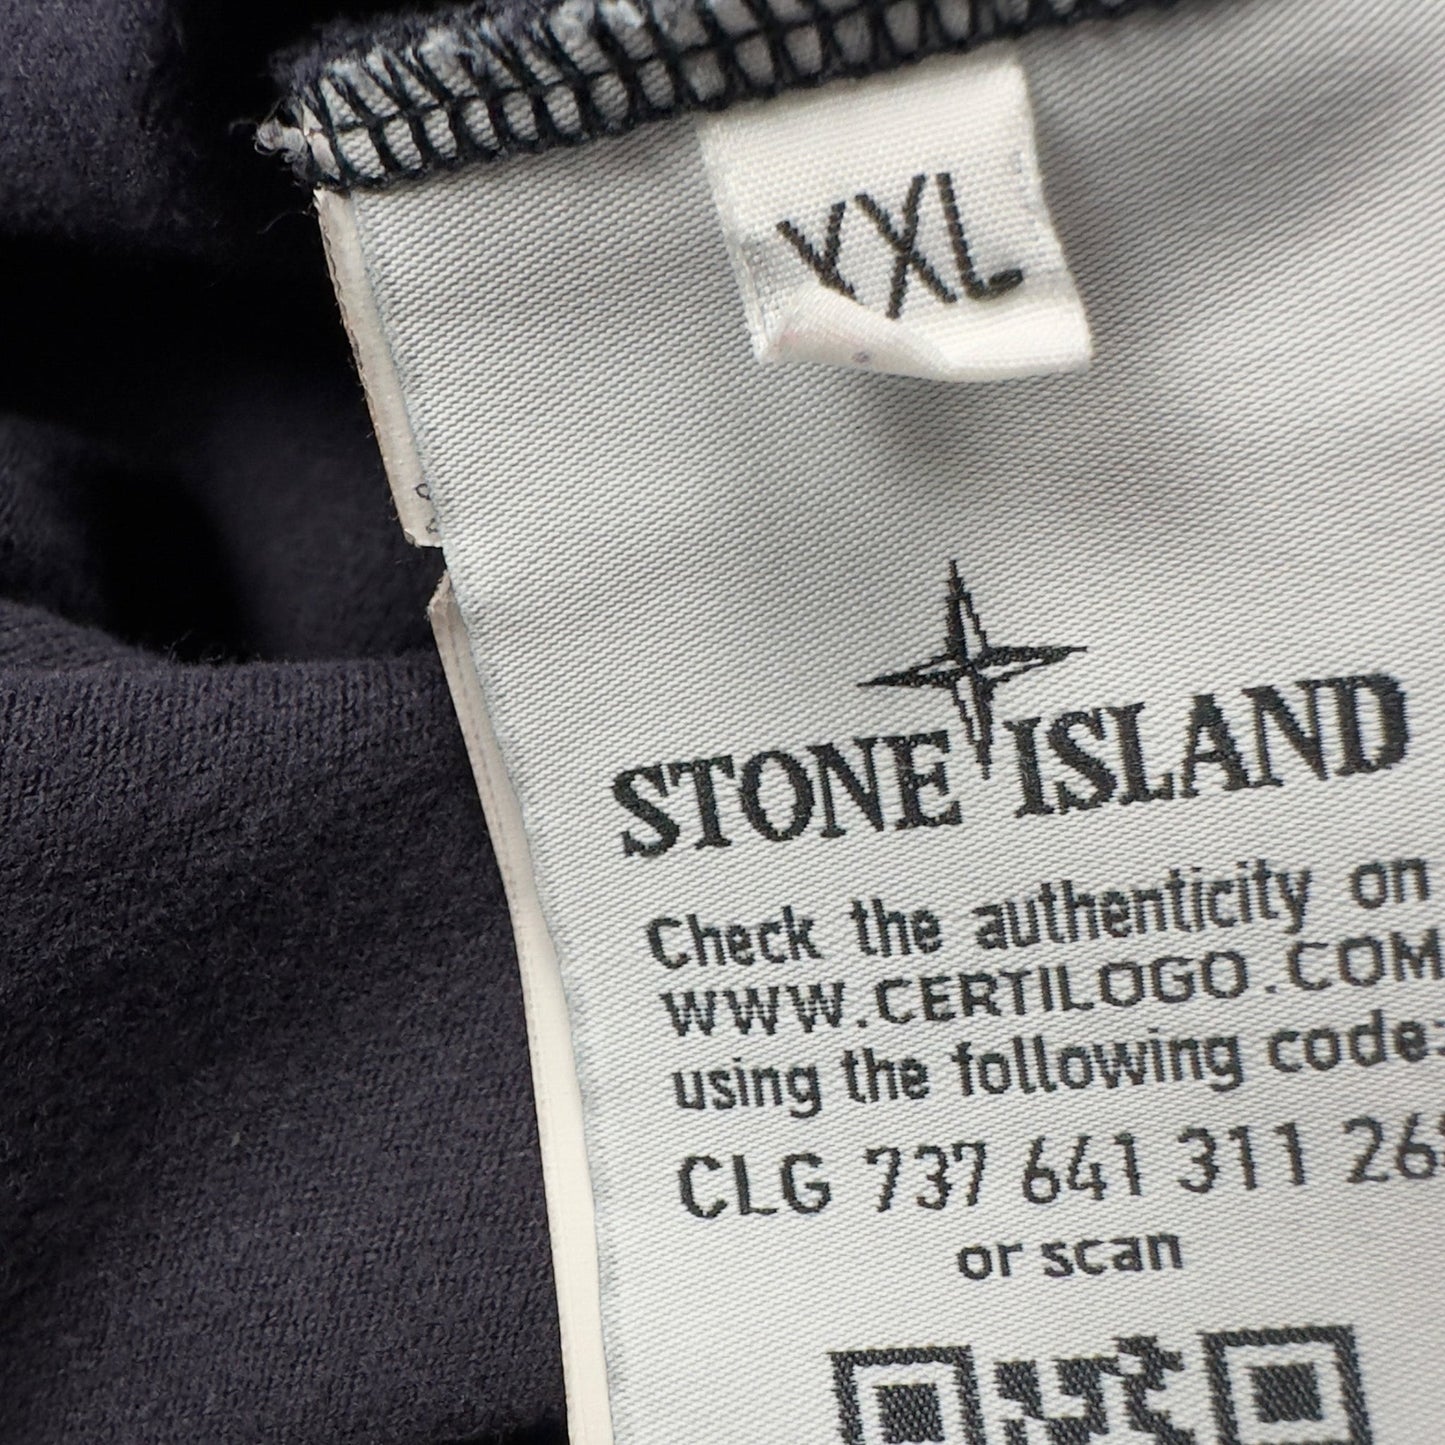 XXL
STONE ISLAND
Check the authenticity on
WWW.CERTILOGO.COM
using the following code:
CLG 737 641 311
or scan